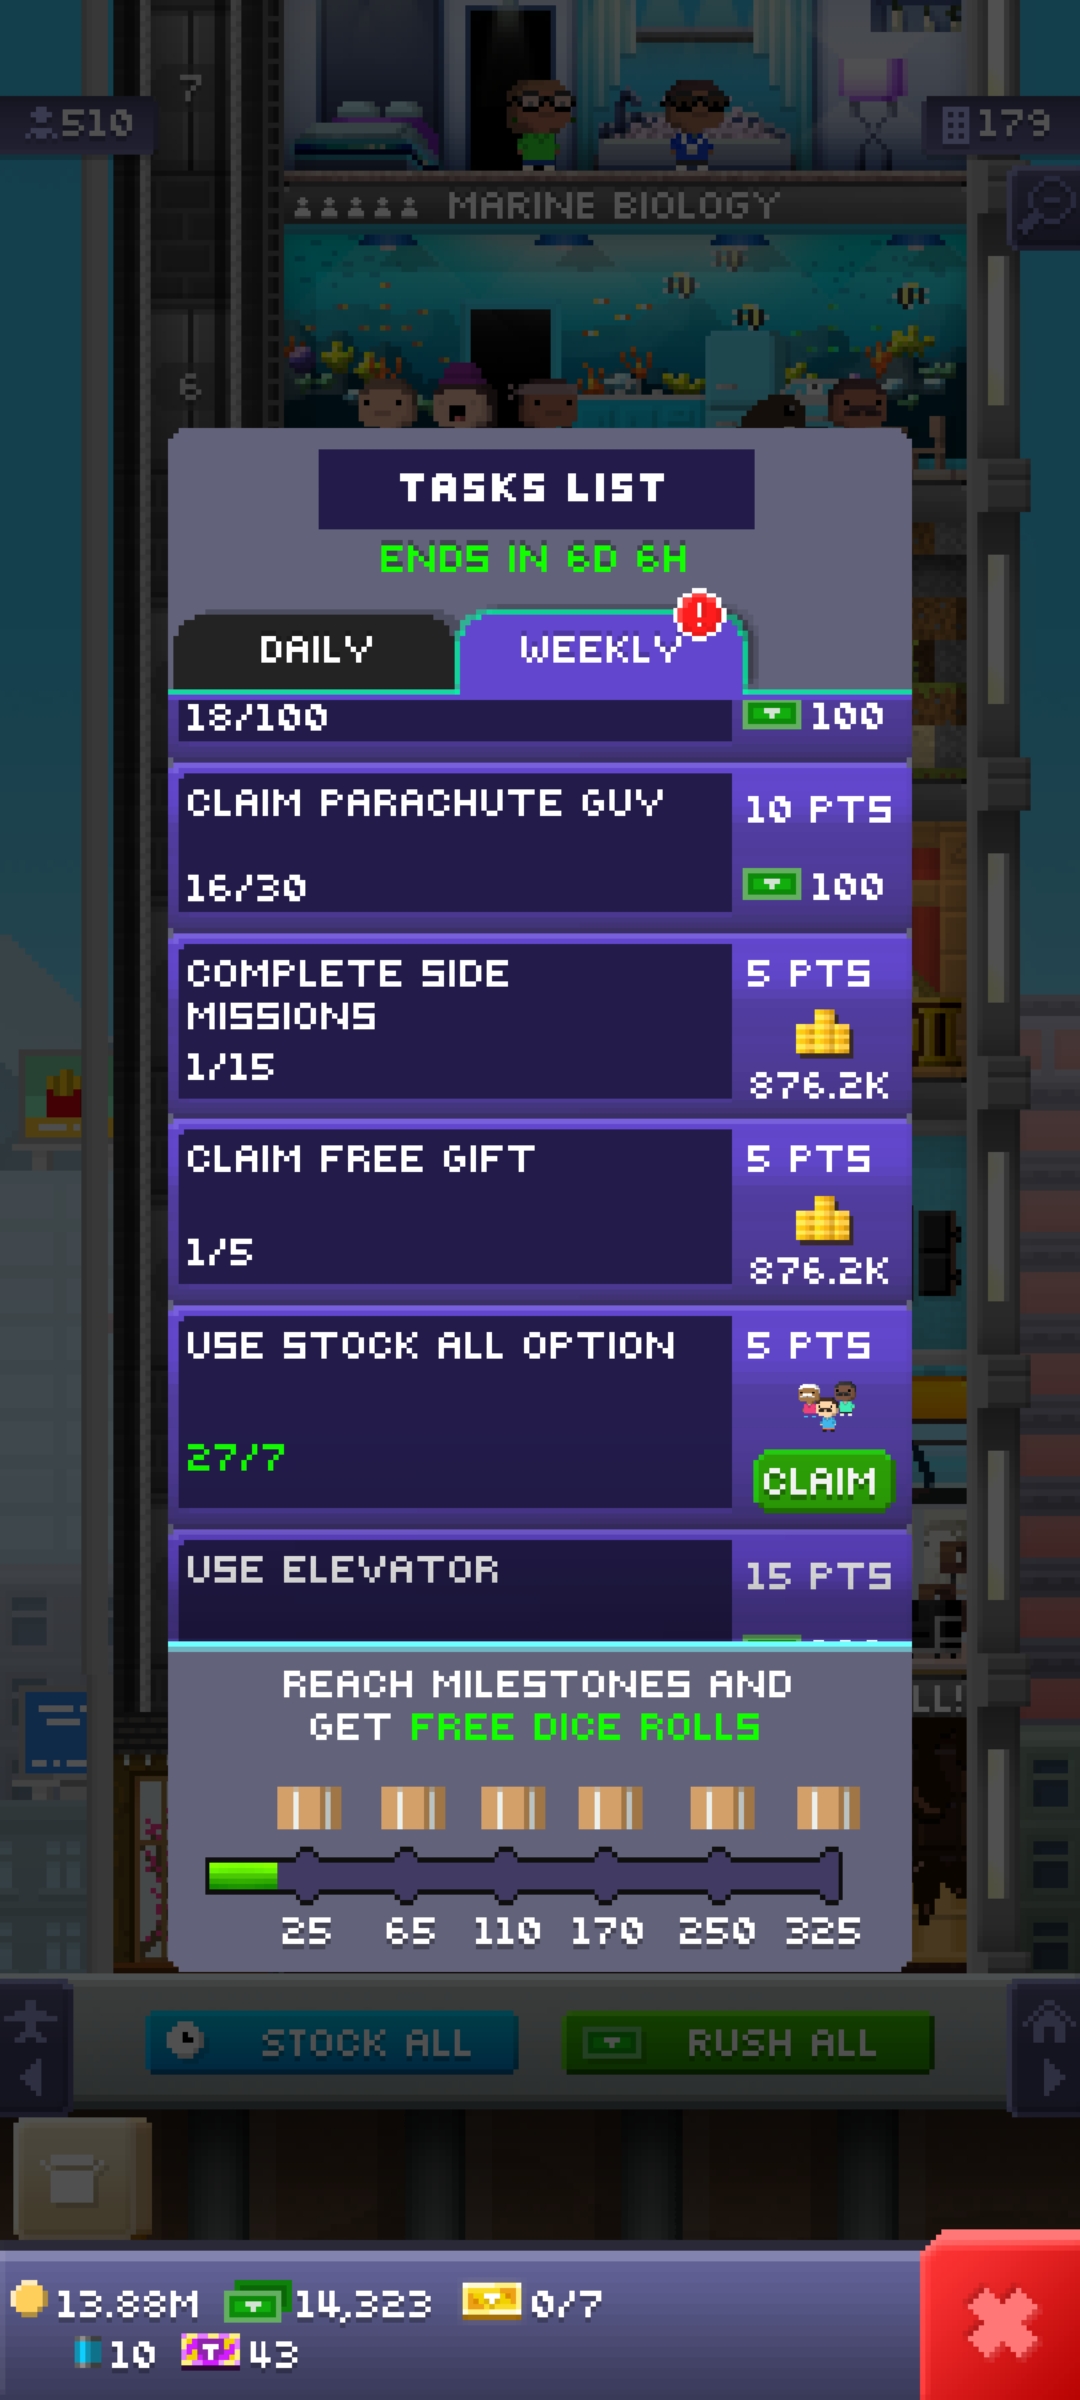 7
510
179
MARINE BIOLOGY
6
TASKS LIST
ENDS IN 6D 6H
!
DAILY
WEEKLY
18/100
100
CLAIM PARACHUTE GUY
10 PTS
16/30
100
COMPLETE SIDE
MISSIONS
5 PTS
1/15
876.2K
CLAIM FREE GIFT
5 PTS
1/5
876.2K
USE STOCK ALL OPTION
5 PTS
27/7
CLAIM
USE ELEVATOR
15 PTS
LL!
REACH MILESTONES AND
GET FREE DICE ROLLS
25 65 110 170 250 325
STOCK ALL
RUSH ALL
13.88M 14,323 0/7
10 43